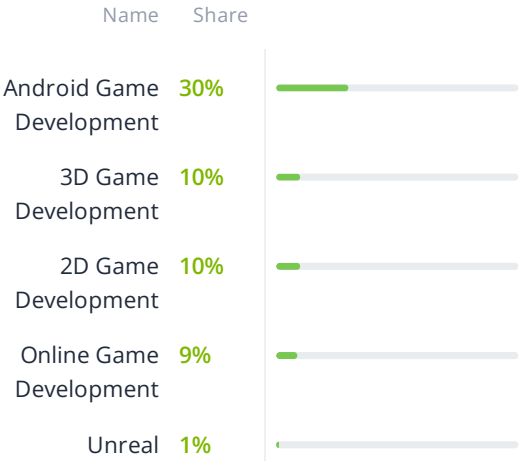 Name Share
Android Game 30%
Development
3D Game 10%
Development
2D Game 10%
Development
Online Game 9%
Development
Unreal 1%